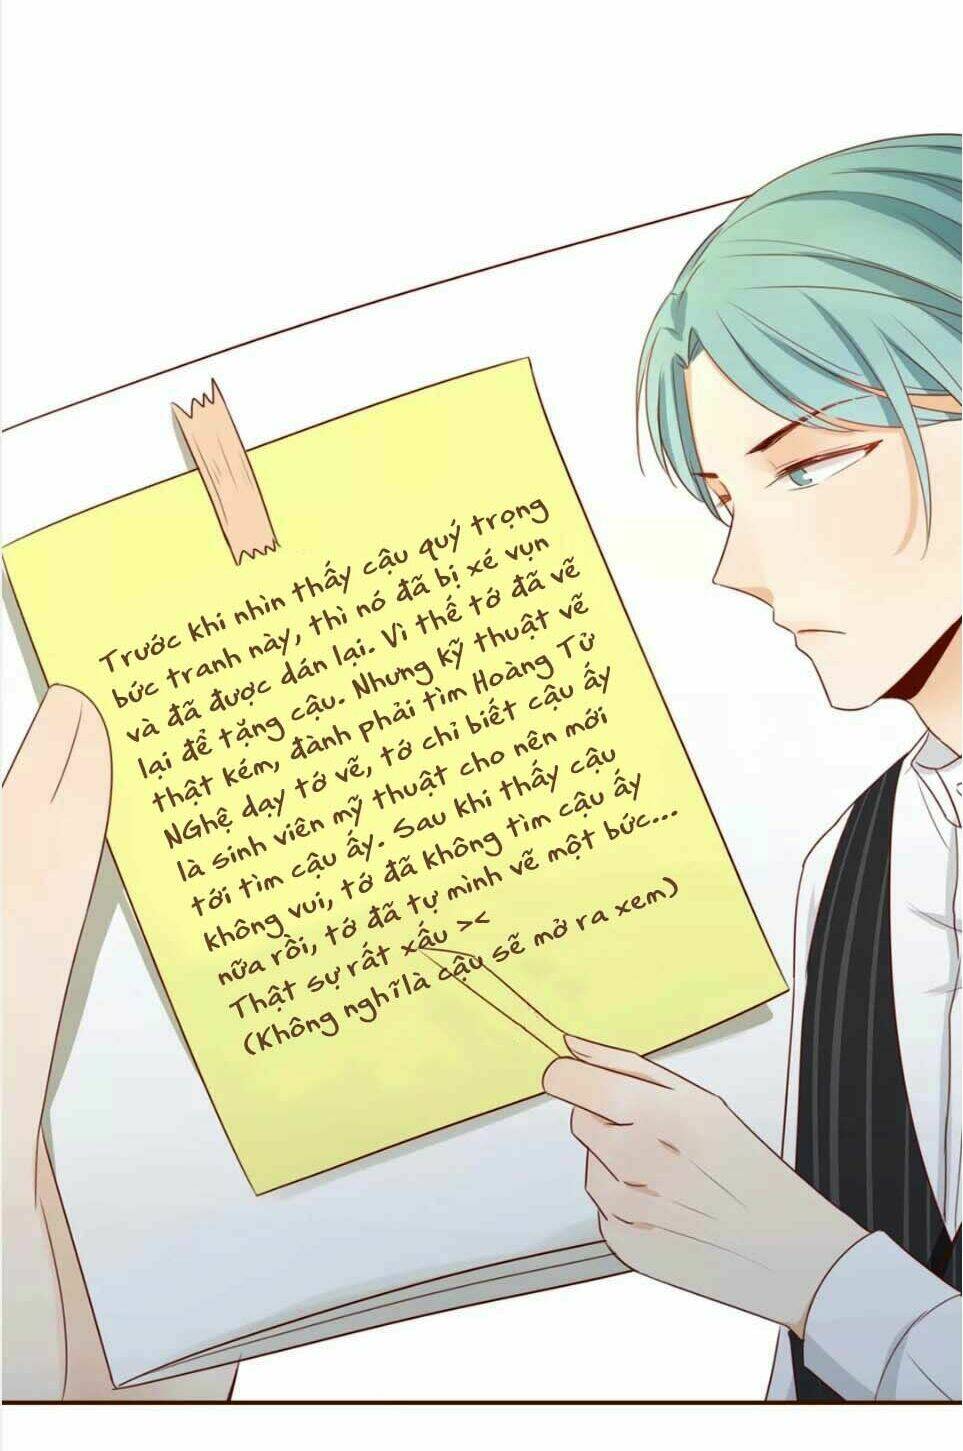 Trước khi nhìn thấy cậu quý trọng
bức tranh này, thì nó đã bị xé vụn
và đã được dán lại. Vì thế tớ đã vẽ
lại để tặng cậu. Nhưng kỹ thuật vẽ
thật kém, đành phải tìm Hoàng Tử
NGhệ dạy tớ vẽ, tớ chỉ biết cậu ấy
là sinh viên mỹ thuật cho nên mới
tới tìm cậu ấy. Sau khi thấy cậu
không vui, tớ đã không tìm cậu ấy
nữa rồi, tớ đã tự mình vẽ một bức...
Thật sự rất xấu ><
(Không nghĩ là cậu sẽ mở ra xem)